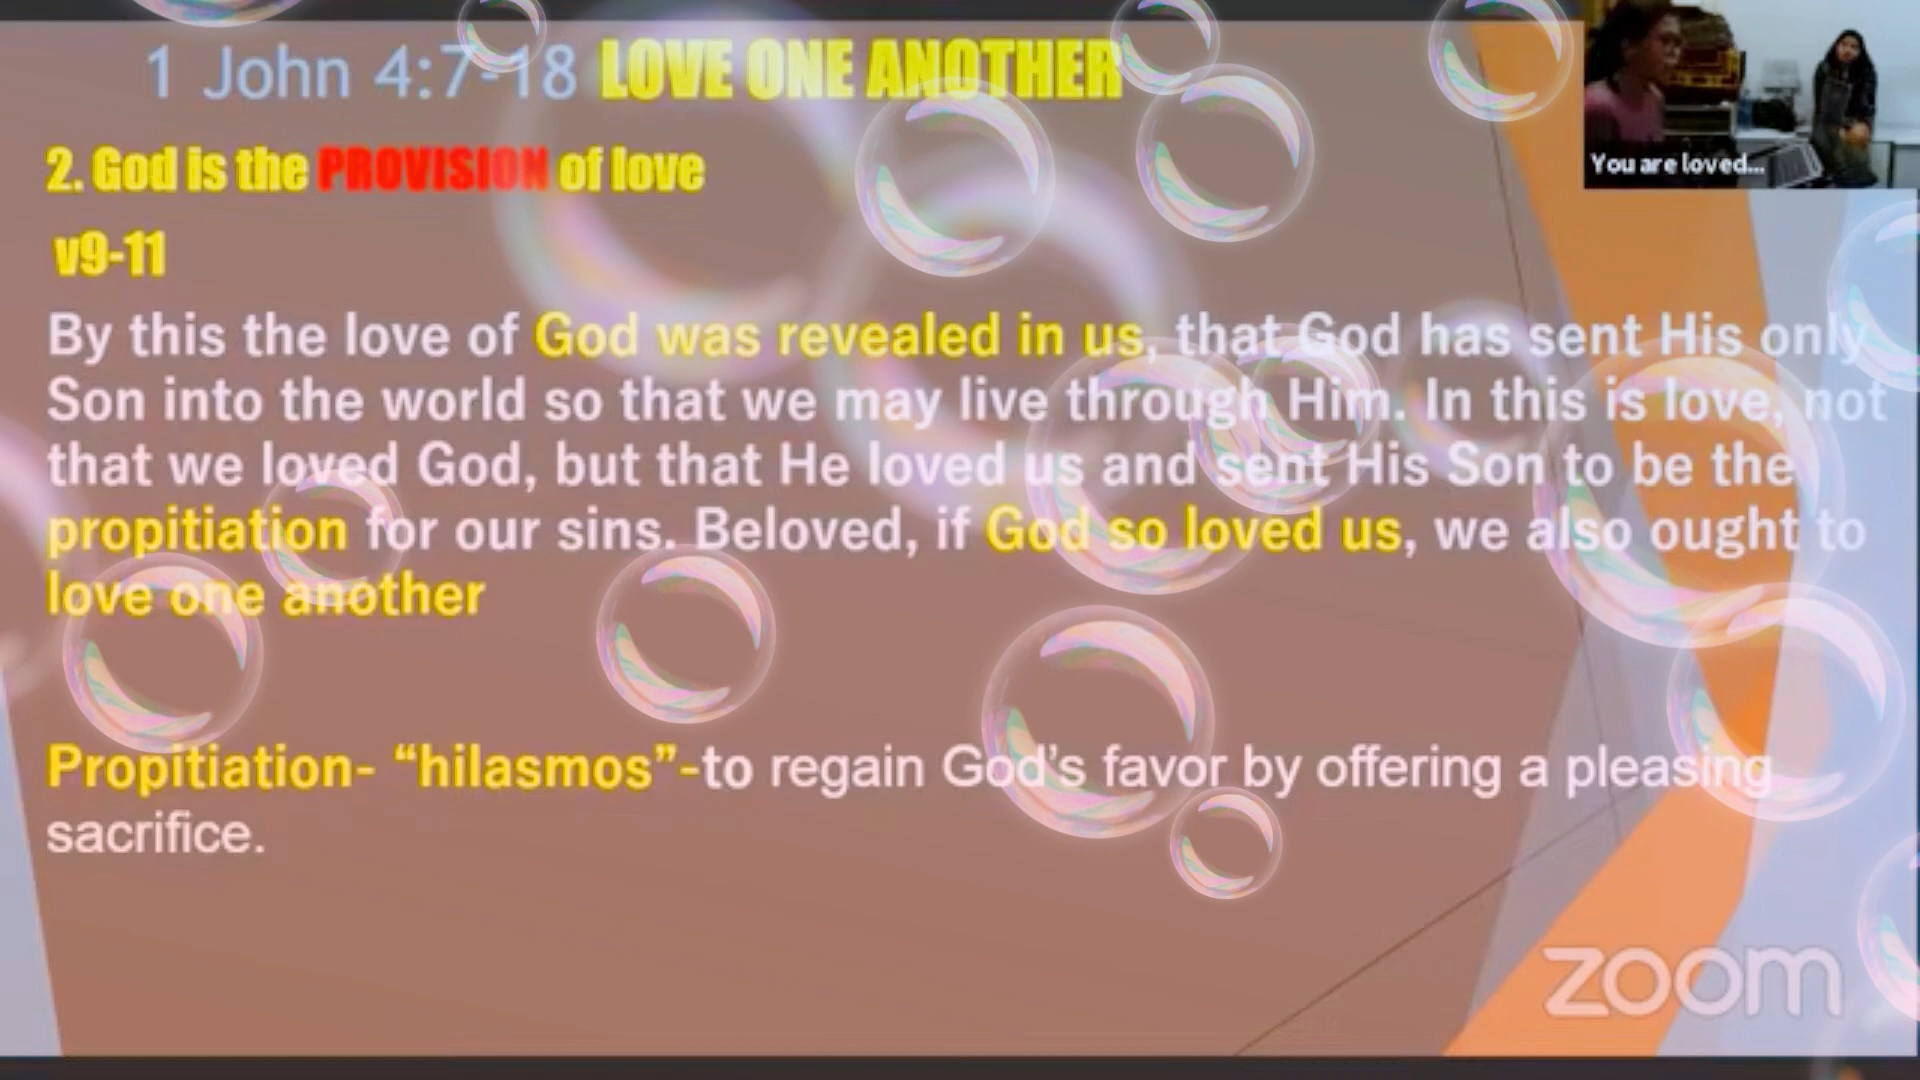 1 John 4:7-18 LOVE ONE ANOTHER
You are loved...
2. God is the PROVISION of love
v9-11
By this the love of God was revealed in us, that God has sent His only
Son into the world so that we may live through Him. In this is love, not
that we loved God, but that He loved us and sent His Son to be the
propitiation for our sins. Beloved, if God so loved us, we also ought to
love one another
Propitiation- “hilasmos”-to regain God’s favor by offering a pleasing
sacrifice.
zoom